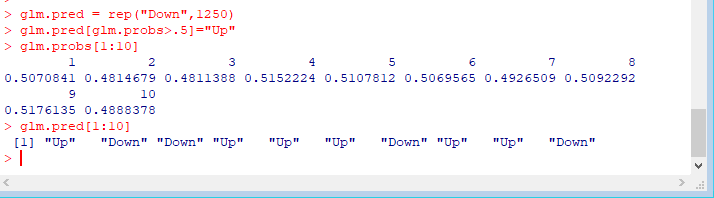 > glm.pred = rep("Down",1250)
> glm.pred[glm.probs>.5]="Up"
> glm.probs[1:10]
        1         2         3         4         5         6         7         8
0.5070841 0.4814679 0.4811388 0.5152224 0.5107812 0.5069565 0.4926509 0.5092292
        9        10
0.5176135 0.4888378
> glm.pred[1:10]
 [1] "Up"   "Down" "Down" "Up"   "Up"   "Up"   "Down" "Up"   "Up"   "Down"
>